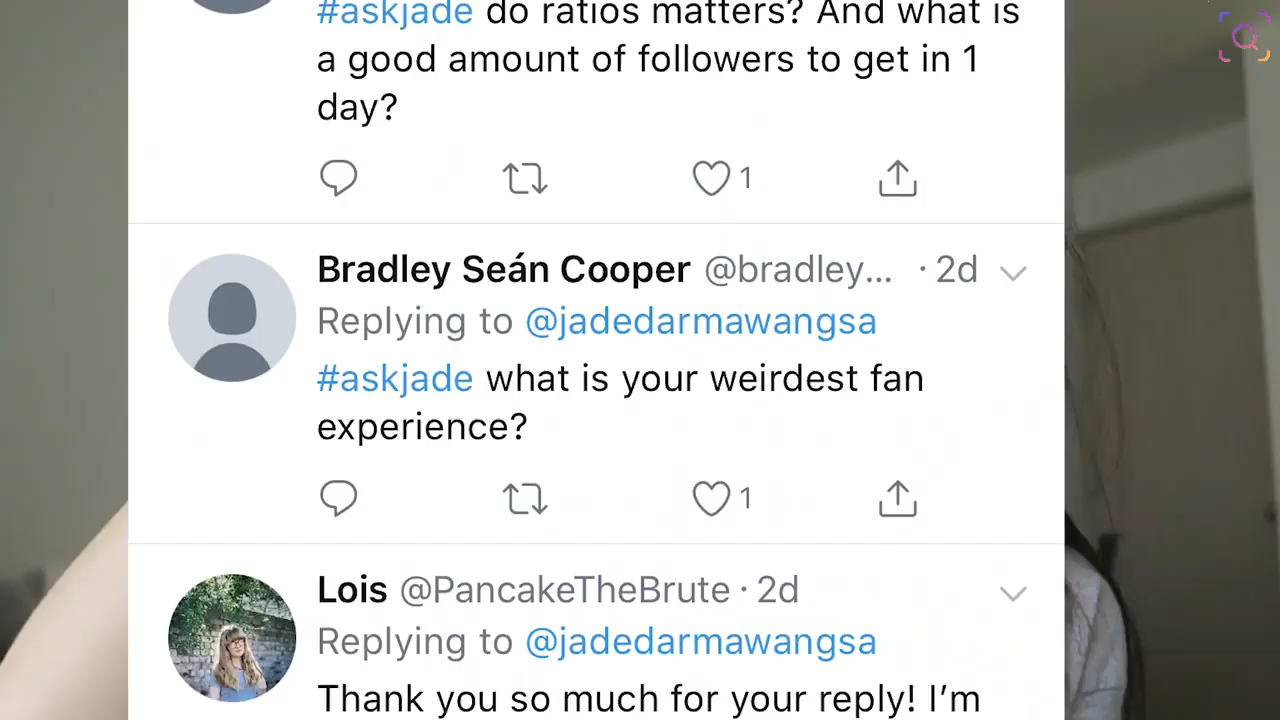 #askjade do ratios matters? And what is
a good amount of followers to get in 1
day?
1
Bradley Seán Cooper @bradley... · 2d
Replying to @jadedarmawangsa
#askjade what is your weirdest fan
experience?
1
Lois @PancakeTheBrute · 2d
Replying to @jadedarmawangsa
Thank you so much for your reply! I’m